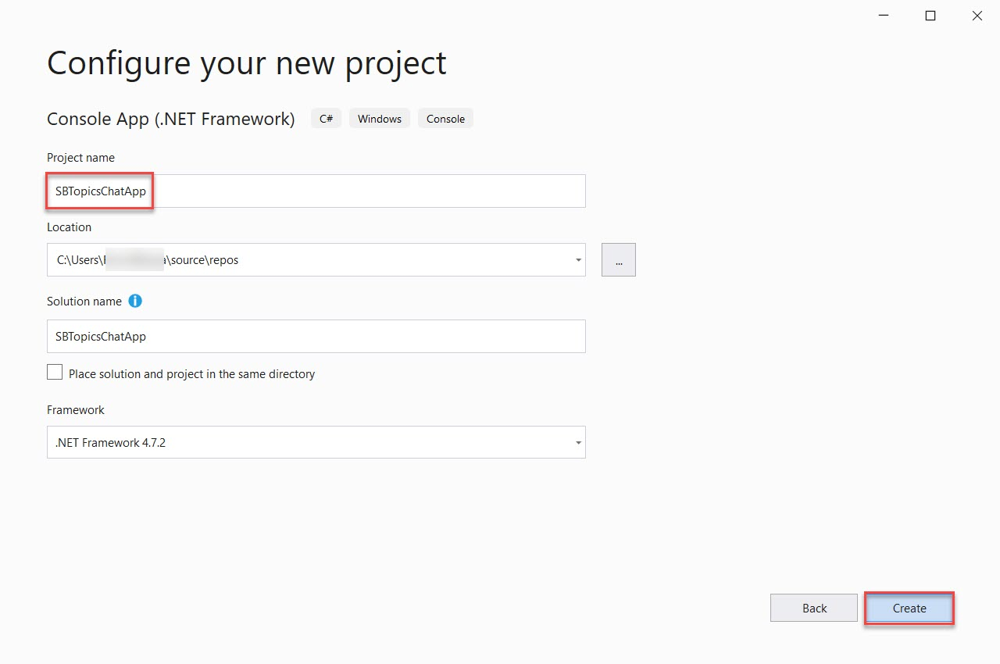 Configure your new project
Console App (.NET Framework) C# Windows Console
Project name
SBTopicsChatApp
Location
C:\Users\ \source\repos
...
Solution name
SBTopicsChatApp
Place solution and project in the same directory
Framework
.NET Framework 4.7.2
Back Create